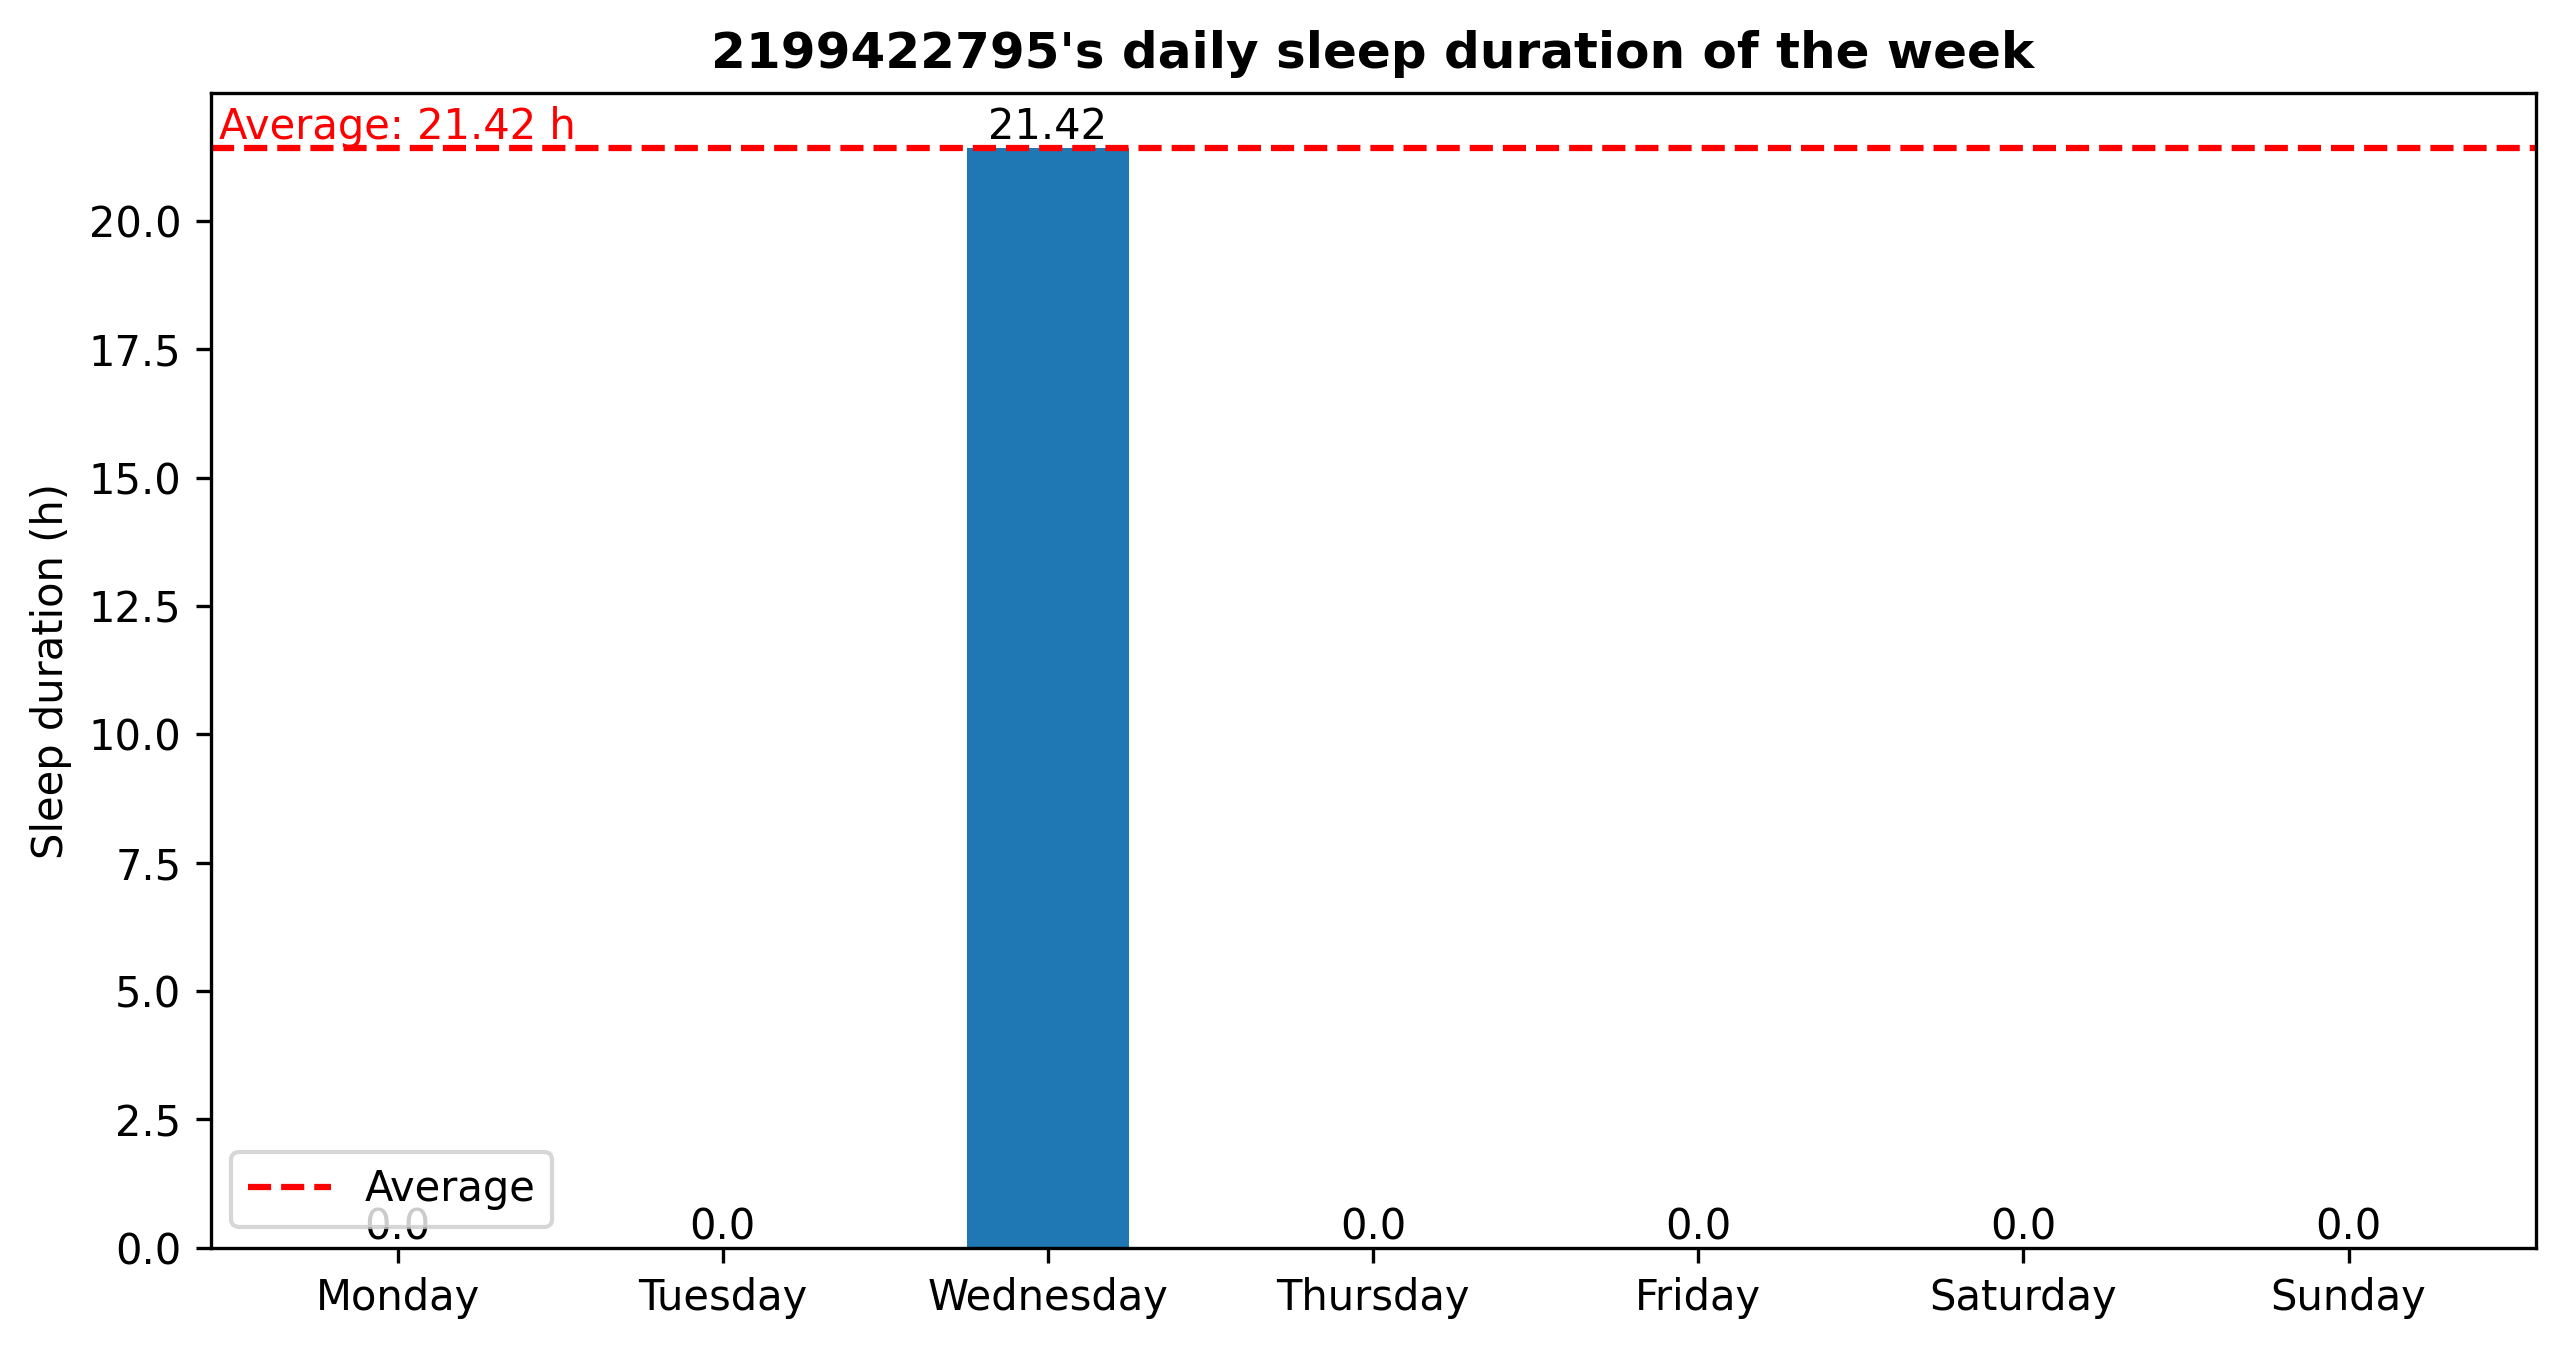 2199422795's daily sleep duration of the week
Average: 21.42 h
21.42
Sleep duration (h)
20.0
17.5
15.0
12.5
10.0
7.5
5.0
2.5
0.0
Average
0.0
0.0
0.0
0.0
0.0
0.0
Monday
Tuesday
Wednesday
Thursday
Friday
Saturday
Sunday